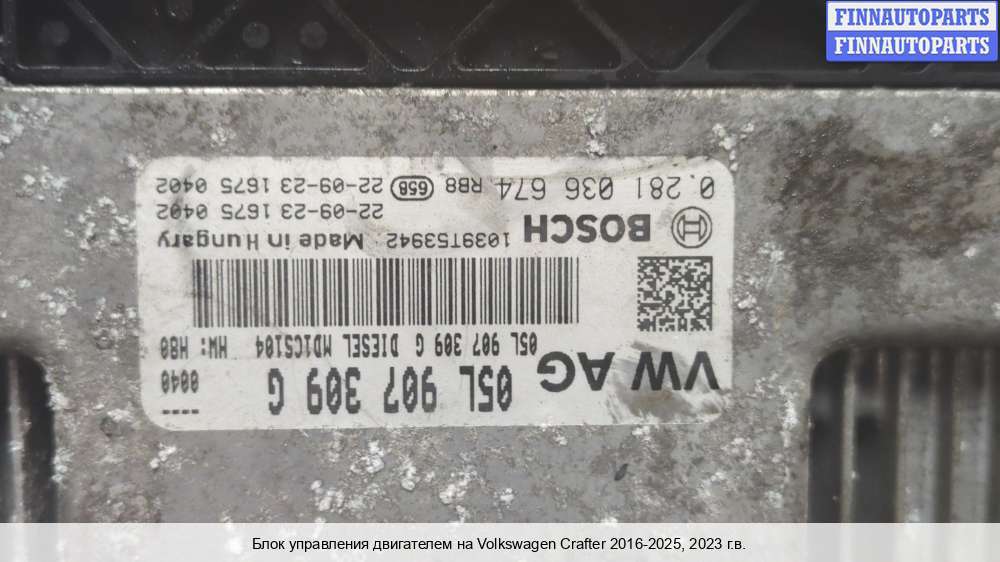 FINNAUTOPARTS
FINNAUTOPARTS
VW AG 05L 907 309 G 0040 ---
05L 907 309 G DIESEL MD1CS104 HW: H80
BOSCH 1039T53942 Made in Hungary
22-09-23 1675 0402
0.281 036 674 RB8 658 22-09-23 1675 0402
Блок управления двигателем на Volkswagen Crafter 2016-2025, 2023 г.в.